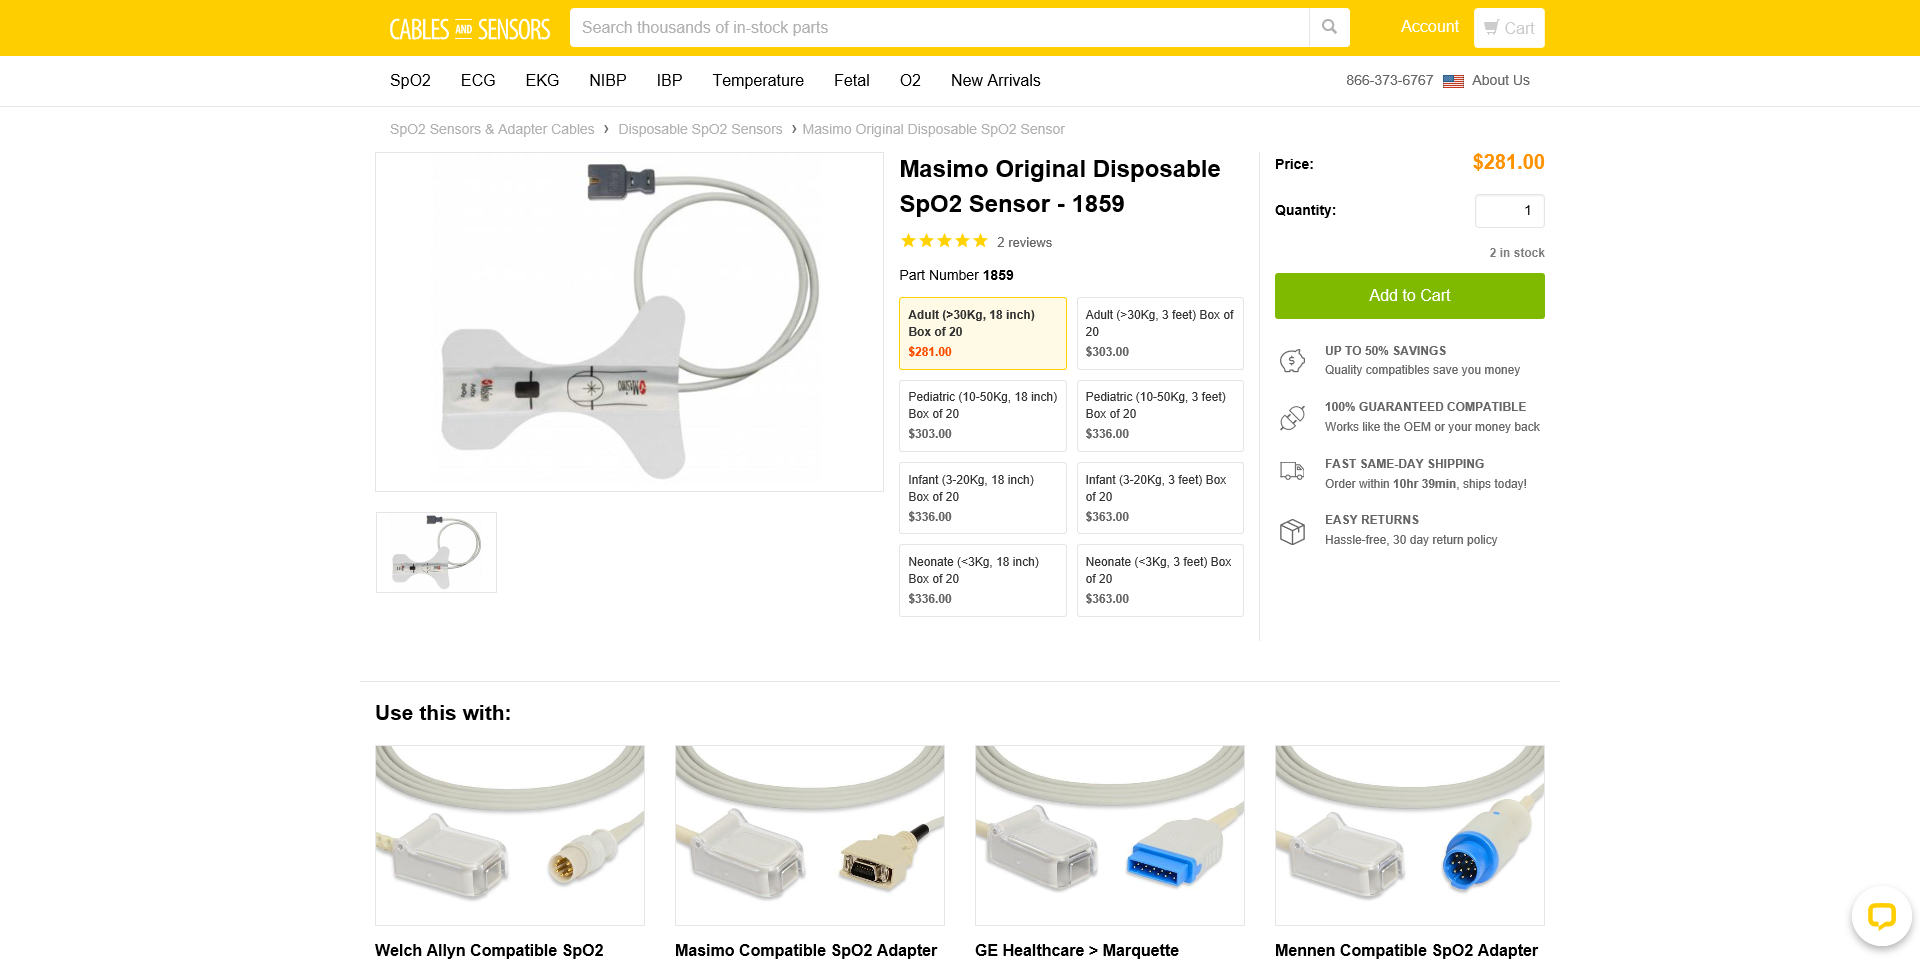 CABLES AND SENSORS
Search thousands of in-stock parts
Account
Cart
SpO2
ECG
EKG
NIBP
IBP
Temperature
Fetal
O2
New Arrivals
866-373-6767
About Us
SpO2 Sensors & Adapter Cables › Disposable SpO2 Sensors › Masimo Original Disposable SpO2 Sensor
Masimo
Adult
SpO2
Masimo
Masimo Original Disposable
SpO2 Sensor - 1859
2 reviews
Part Number 1859
Adult (>30Kg, 18 inch)
Box of 20
$281.00
Adult (>30Kg, 3 feet) Box of
20
$303.00
Pediatric (10-50Kg, 18 inch)
Box of 20
$303.00
Pediatric (10-50Kg, 3 feet)
Box of 20
$336.00
Infant (3-20Kg, 18 inch)
Box of 20
$336.00
Infant (3-20Kg, 3 feet) Box
of 20
$363.00
Neonate (<3Kg, 18 inch)
Box of 20
$336.00
Neonate (<3Kg, 3 feet) Box
of 20
$363.00
Price:
$281.00
Quantity:
1
2 in stock
Add to Cart
UP TO 50% SAVINGS
Quality compatibles save you money
100% GUARANTEED COMPATIBLE
Works like the OEM or your money back
FAST SAME-DAY SHIPPING
Order within 10hr 39min, ships today!
EASY RETURNS
Hassle-free, 30 day return policy
Use this with:
Welch Allyn Compatible SpO2
Masimo Compatible SpO2 Adapter
GE Healthcare > Marquette
Mennen Compatible SpO2 Adapter